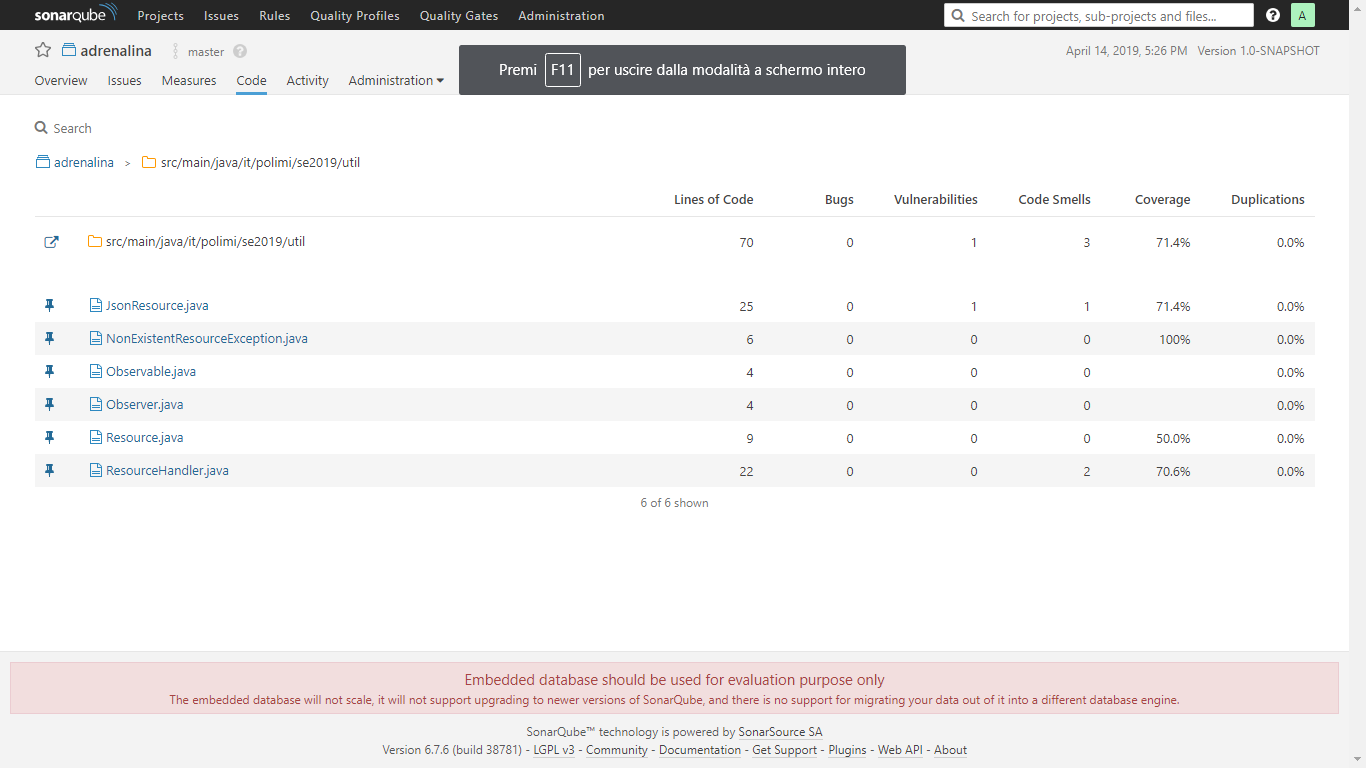 sonarqube Projects Issues Rules Quality Profiles Quality Gates Administration Search for projects, sub-projects and files... ? A
adrenalina master ? April 14, 2019, 5:26 PM Version 1.0-SNAPSHOT
Premi F11 per uscire dalla modalità a schermo intero
Overview Issues Measures Code Activity Administration
Search
adrenalina > src/main/java/it/polimi/se2019/util
Lines of Code Bugs Vulnerabilities Code Smells Coverage Duplications
src/main/java/it/polimi/se2019/util 70 0 1 3 71.4% 0.0%
JsonResource.java 25 0 1 1 71.4% 0.0%
NonExistentResourceException.java 6 0 0 0 100% 0.0%
Observable.java 4 0 0 0 0.0%
Observer.java 4 0 0 0 0.0%
Resource.java 9 0 0 0 50.0% 0.0%
ResourceHandler.java 22 0 0 2 70.6% 0.0%
6 of 6 shown
Embedded database should be used for evaluation purpose only
The embedded database will not scale, it will not support upgrading to newer versions of SonarQube, and there is no support for migrating your data out of it into a different database engine.
SonarQube™ technology is powered by SonarSource SA
Version 6.7.6 (build 38781) - LGPL v3 - Community - Documentation - Get Support - Plugins - Web API - About